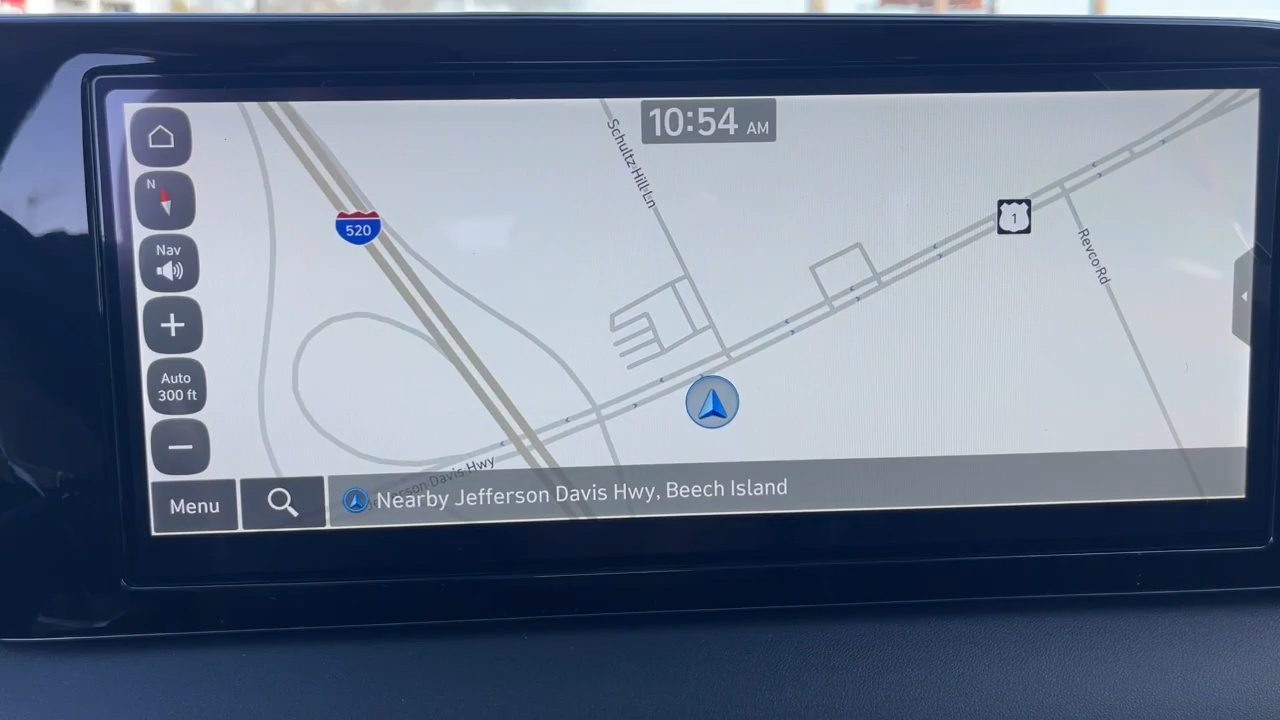 10:54 AM
N
Schultz Hill Ln
520
1
Nav
Revco Rd
Auto
300 ft
Jefferson Davis Hwy
Menu
Nearby Jefferson Davis Hwy, Beech Island